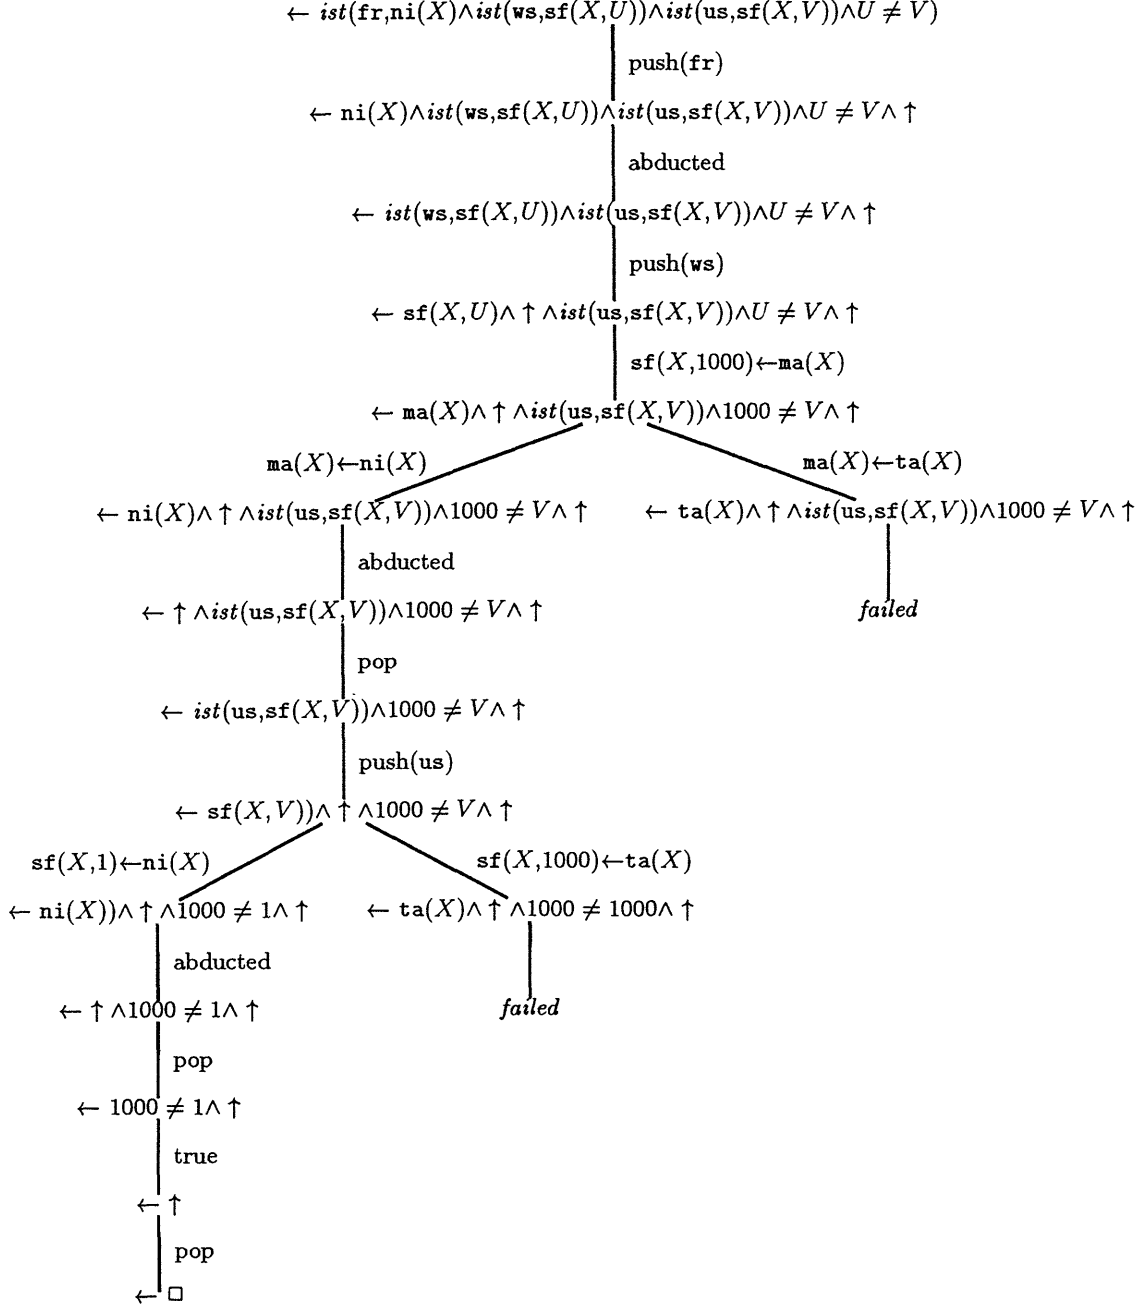 ← ist(fr,ni(X)∧ist(ws,sf(X,U))∧ist(us,sf(X,V))∧U ≠ V)
push(fr)
← ni(X)∧ist(ws,sf(X,U))∧ist(us,sf(X,V))∧U ≠ V∧ ↑
abducted
← ist(ws,sf(X,U))∧ist(us,sf(X,V))∧U ≠ V∧ ↑
push(ws)
← sf(X,U)∧ ↑ ∧ist(us,sf(X,V))∧U ≠ V∧ ↑
sf(X,1000)←ma(X)
← ma(X)∧ ↑ ∧ist(us,sf(X,V))∧1000 ≠ V∧ ↑
ma(X)←ni(X) ma(X)←ta(X)
← ni(X)∧ ↑ ∧ist(us,sf(X,V))∧1000 ≠ V∧ ↑ ← ta(X)∧ ↑ ∧ist(us,sf(X,V))∧1000 ≠ V∧ ↑
abducted
← ↑ ∧ist(us,sf(X,V))∧1000 ≠ V∧ ↑ failed
pop
← ist(us,sf(X,V))∧1000 ≠ V∧ ↑
push(us)
← sf(X,V))∧ ↑ ∧1000 ≠ V∧ ↑
sf(X,1)←ni(X) sf(X,1000)←ta(X)
← ni(X))∧ ↑ ∧1000 ≠ 1∧ ↑ ← ta(X)∧ ↑ ∧1000 ≠ 1000∧ ↑
abducted
← ↑ ∧1000 ≠ 1∧ ↑ failed
pop
← 1000 ≠ 1∧ ↑
true
← ↑
pop
← □